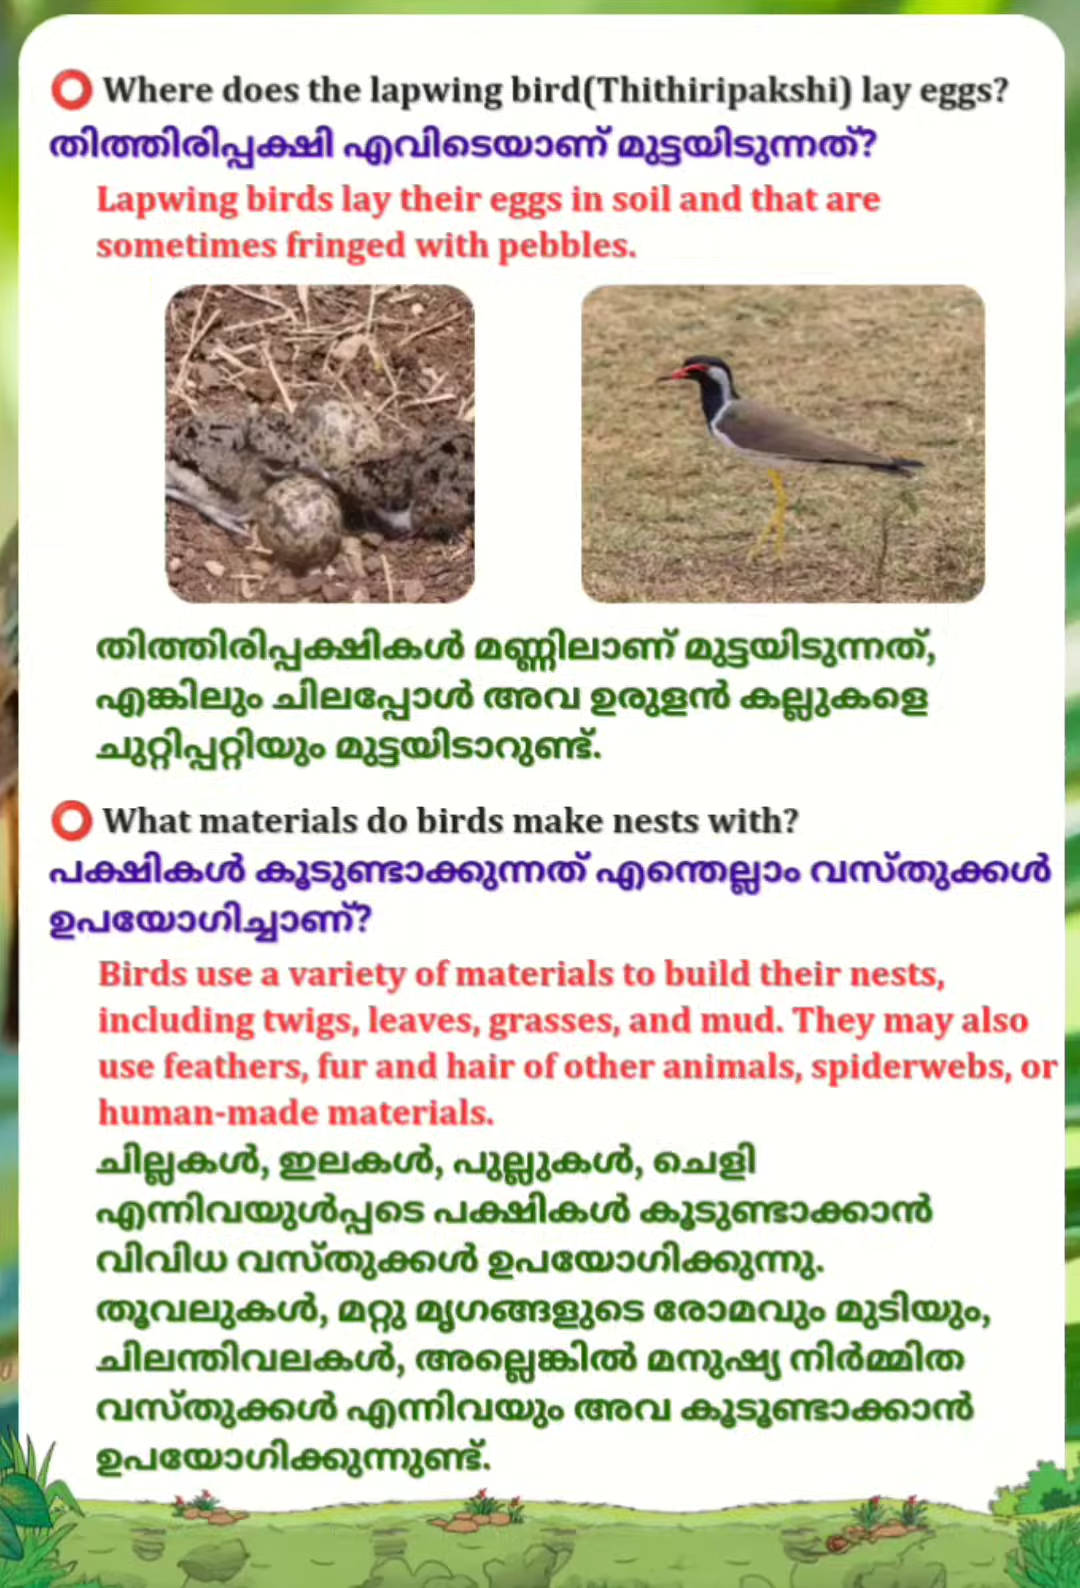 Where does the lapwing bird(Thithiripakshi) lay eggs?
തിത്തിരിപ്പക്ഷി എവിടെയാണ് മുട്ടയിടുന്നത്?
Lapwing birds lay their eggs in soil and that are
sometimes fringed with pebbles.
തിത്തിരിപ്പക്ഷികൾ മണ്ണിലാണ് മുട്ടയിടുന്നത്,
എങ്കിലും ചിലപ്പോൾ അവ ഉരുളൻ കല്ലുകളെ
ചുറ്റിപ്പറ്റിയും മുട്ടയിടാറുണ്ട്.
What materials do birds make nests with?
പക്ഷികൾ കൂടുണ്ടാക്കുന്നത് എന്തെല്ലാം വസ്തുക്കൾ
ഉപയോഗിച്ചാണ്?
Birds use a variety of materials to build their nests,
including twigs, leaves, grasses, and mud. They may also
use feathers, fur and hair of other animals, spiderwebs, or
human-made materials.
ചില്ലകൾ, ഇലകൾ, പുല്ലുകൾ, ചെളി
എന്നിവയുൾപ്പടെ പക്ഷികൾ കൂടുണ്ടാക്കാൻ
വിവിധ വസ്തുക്കൾ ഉപയോഗിക്കുന്നു.
തൂവലുകൾ, മറ്റു മൃഗങ്ങളുടെ രോമവും മുടിയും,
ചിലന്തിവലകൾ, അല്ലെങ്കിൽ മനുഷ്യ നിർമ്മിത
വസ്തുക്കൾ എന്നിവയും അവ കൂടൂണ്ടാക്കാൻ
ഉപയോഗിക്കുന്നുണ്ട്.